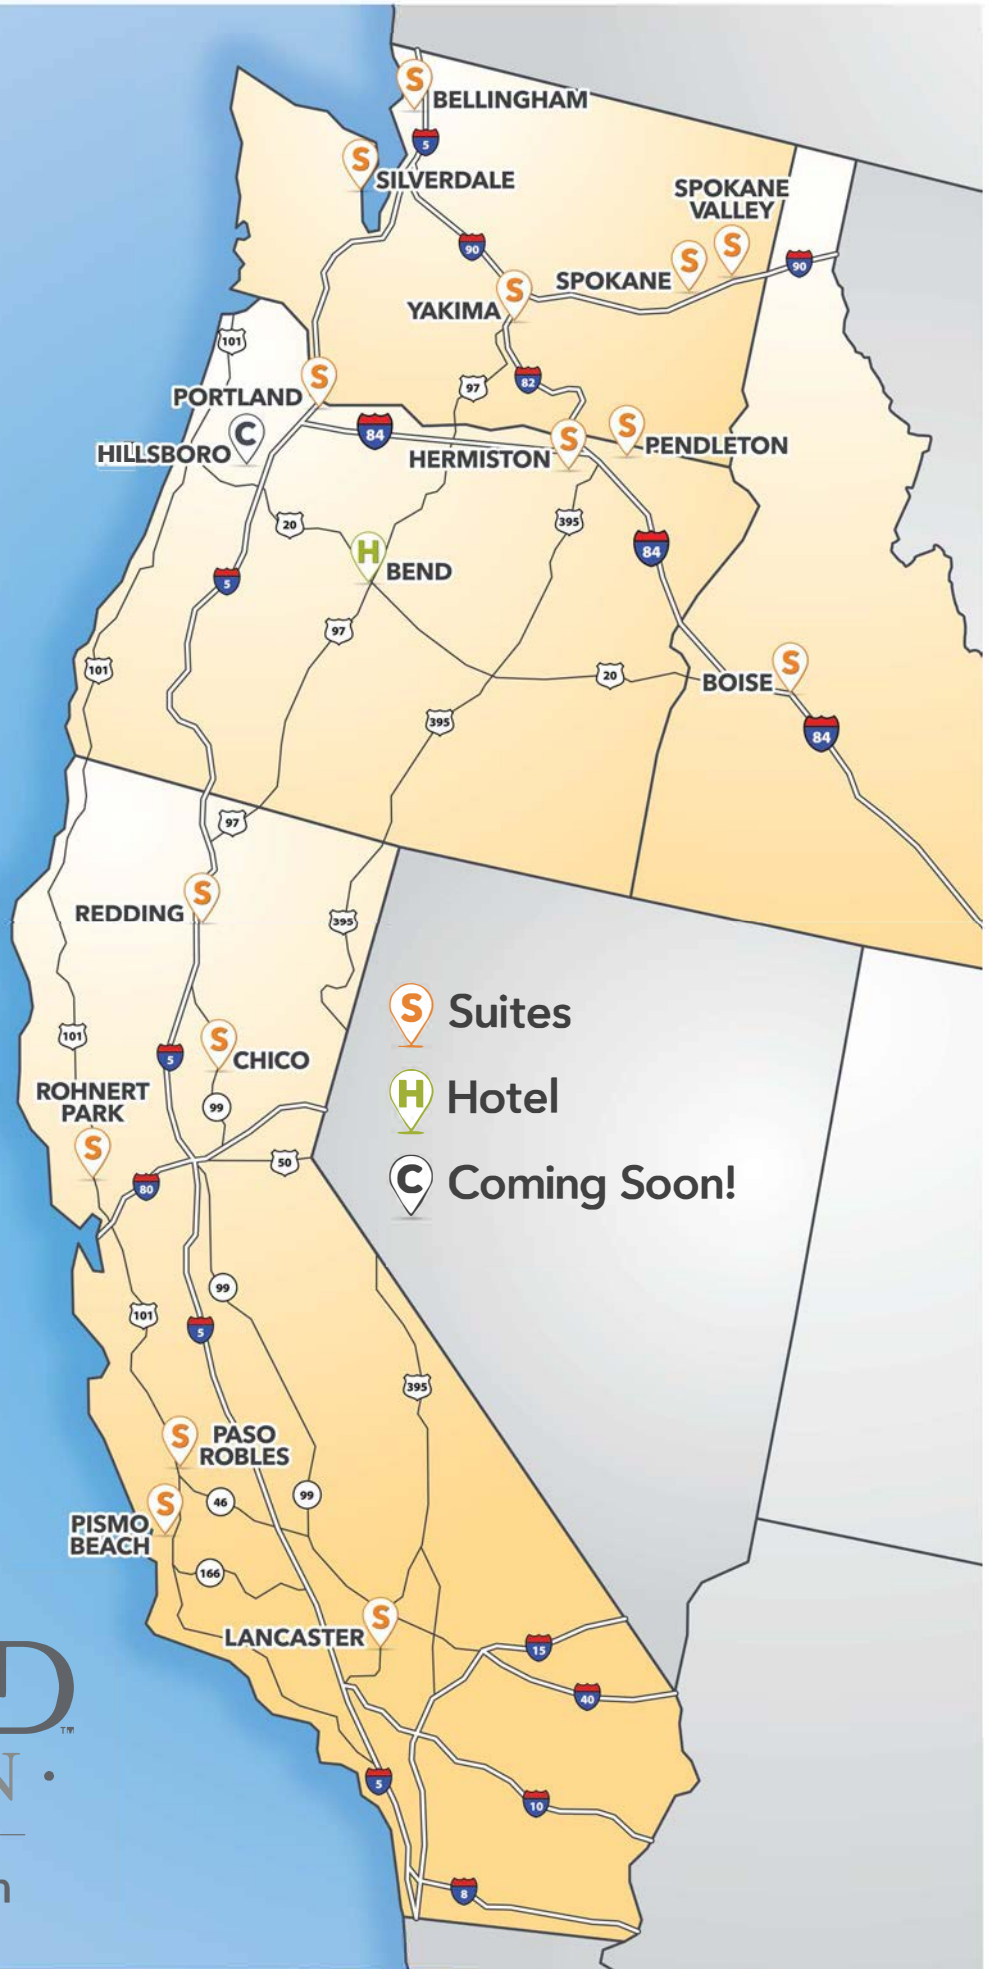 BELLINGHAM
S
5
S
SILVERDALE
SPOKANE
VALLEY
S
S
SPOKANE
90
90
S
YAKIMA
101
S
PORTLAND
97
82
C
HILLSBORO
84
S
HERMISTON
S
PENDLETON
20
395
84
H
BEND
5
97
101
20
S
BOISE
395
84
97
S
REDDING
395
S
Suites
101
5
S
CHICO
H
Hotel
ROHNERT
PARK
99
S
50
C
Coming Soon!
80
99
101
5
395
S
PASO
ROBLES
S
46
99
PISMO
BEACH
166
S
LANCASTER
15
40
D
TM
N •
5
10
n
8